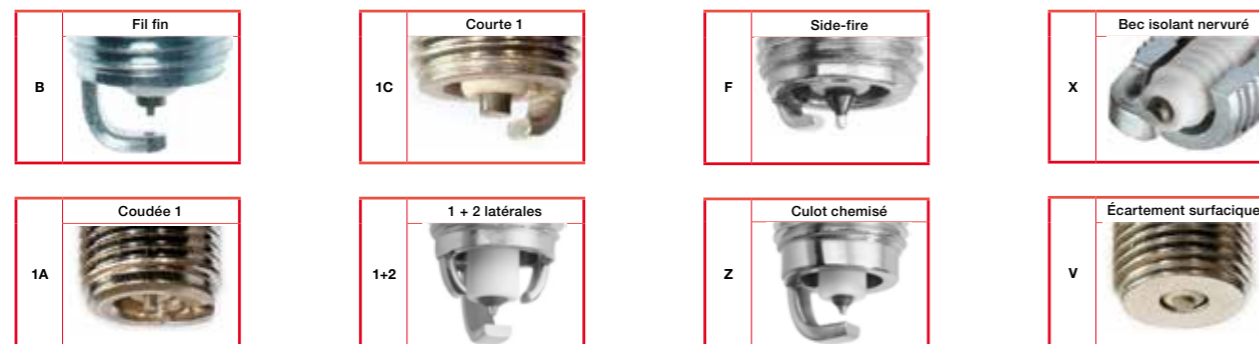 Fil fin
B
Courte 1
1C
Side-fire
F
Bec isolant nervuré
X
Coudée 1
1A
1 + 2 latérales
1+2
Culot chemisé
Z
Écartement surfacique
V